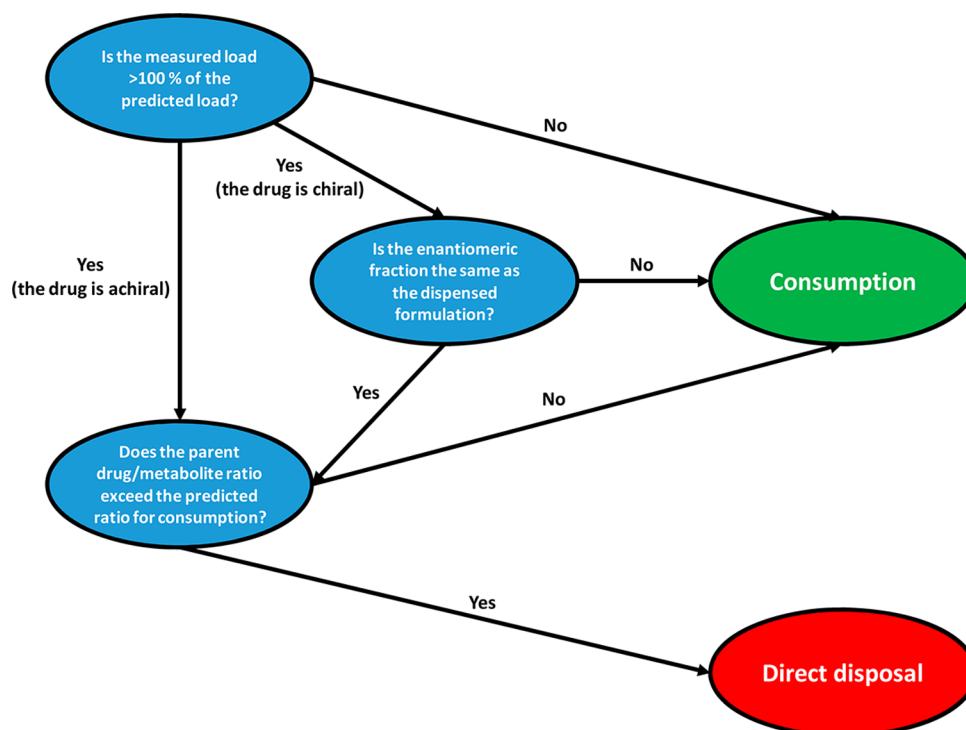 Is the measured load
>100 % of the
predicted load?
No
Yes
(the drug is chiral)
Yes
(the drug is achiral)
Is the enantiomeric
fraction the same as
the dispensed
formulation?
No
Consumption
Yes
No
Does the parent
drug/metabolite ratio
exceed the predicted
ratio for consumption?
Yes
Direct disposal